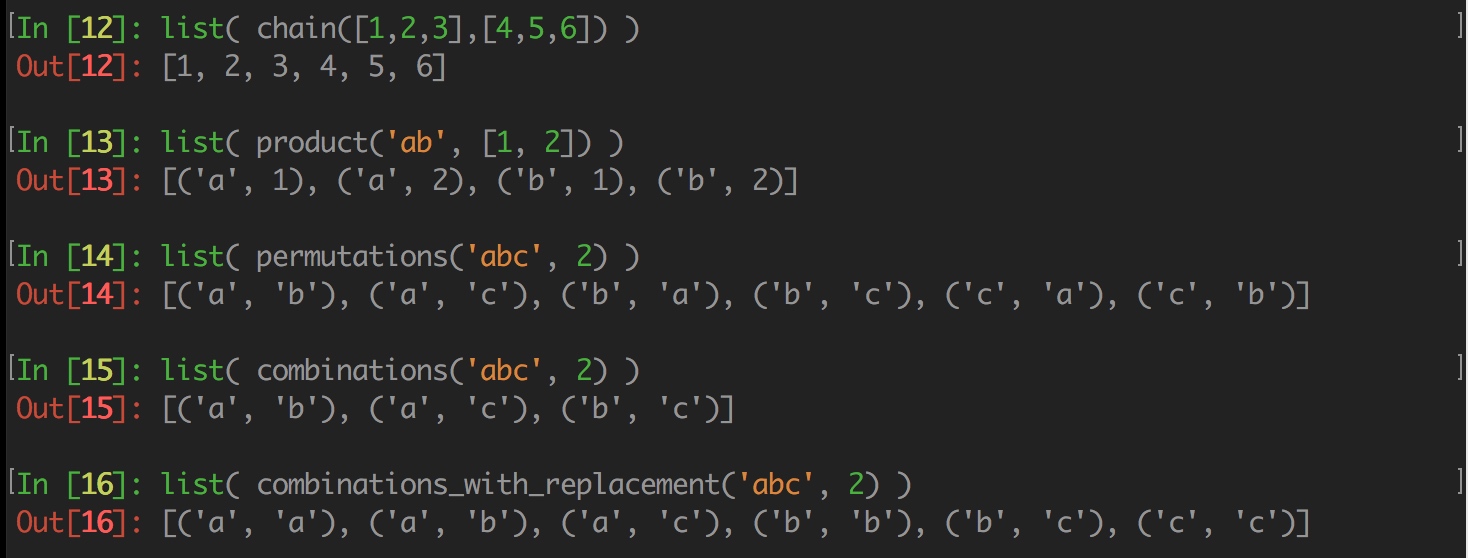 [In [12]: list( chain([1,2,3],[4,5,6]) ) ]
Out[12]: [1, 2, 3, 4, 5, 6]
[In [13]: list( product('ab', [1, 2]) ) ]
Out[13]: [('a', 1), ('a', 2), ('b', 1), ('b', 2)]
[In [14]: list( permutations('abc', 2) ) ]
Out[14]: [('a', 'b'), ('a', 'c'), ('b', 'a'), ('b', 'c'), ('c', 'a'), ('c', 'b')]
[In [15]: list( combinations('abc', 2) ) ]
Out[15]: [('a', 'b'), ('a', 'c'), ('b', 'c')]
[In [16]: list( combinations_with_replacement('abc', 2) ) ]
Out[16]: [('a', 'a'), ('a', 'b'), ('a', 'c'), ('b', 'b'), ('b', 'c'), ('c', 'c')]